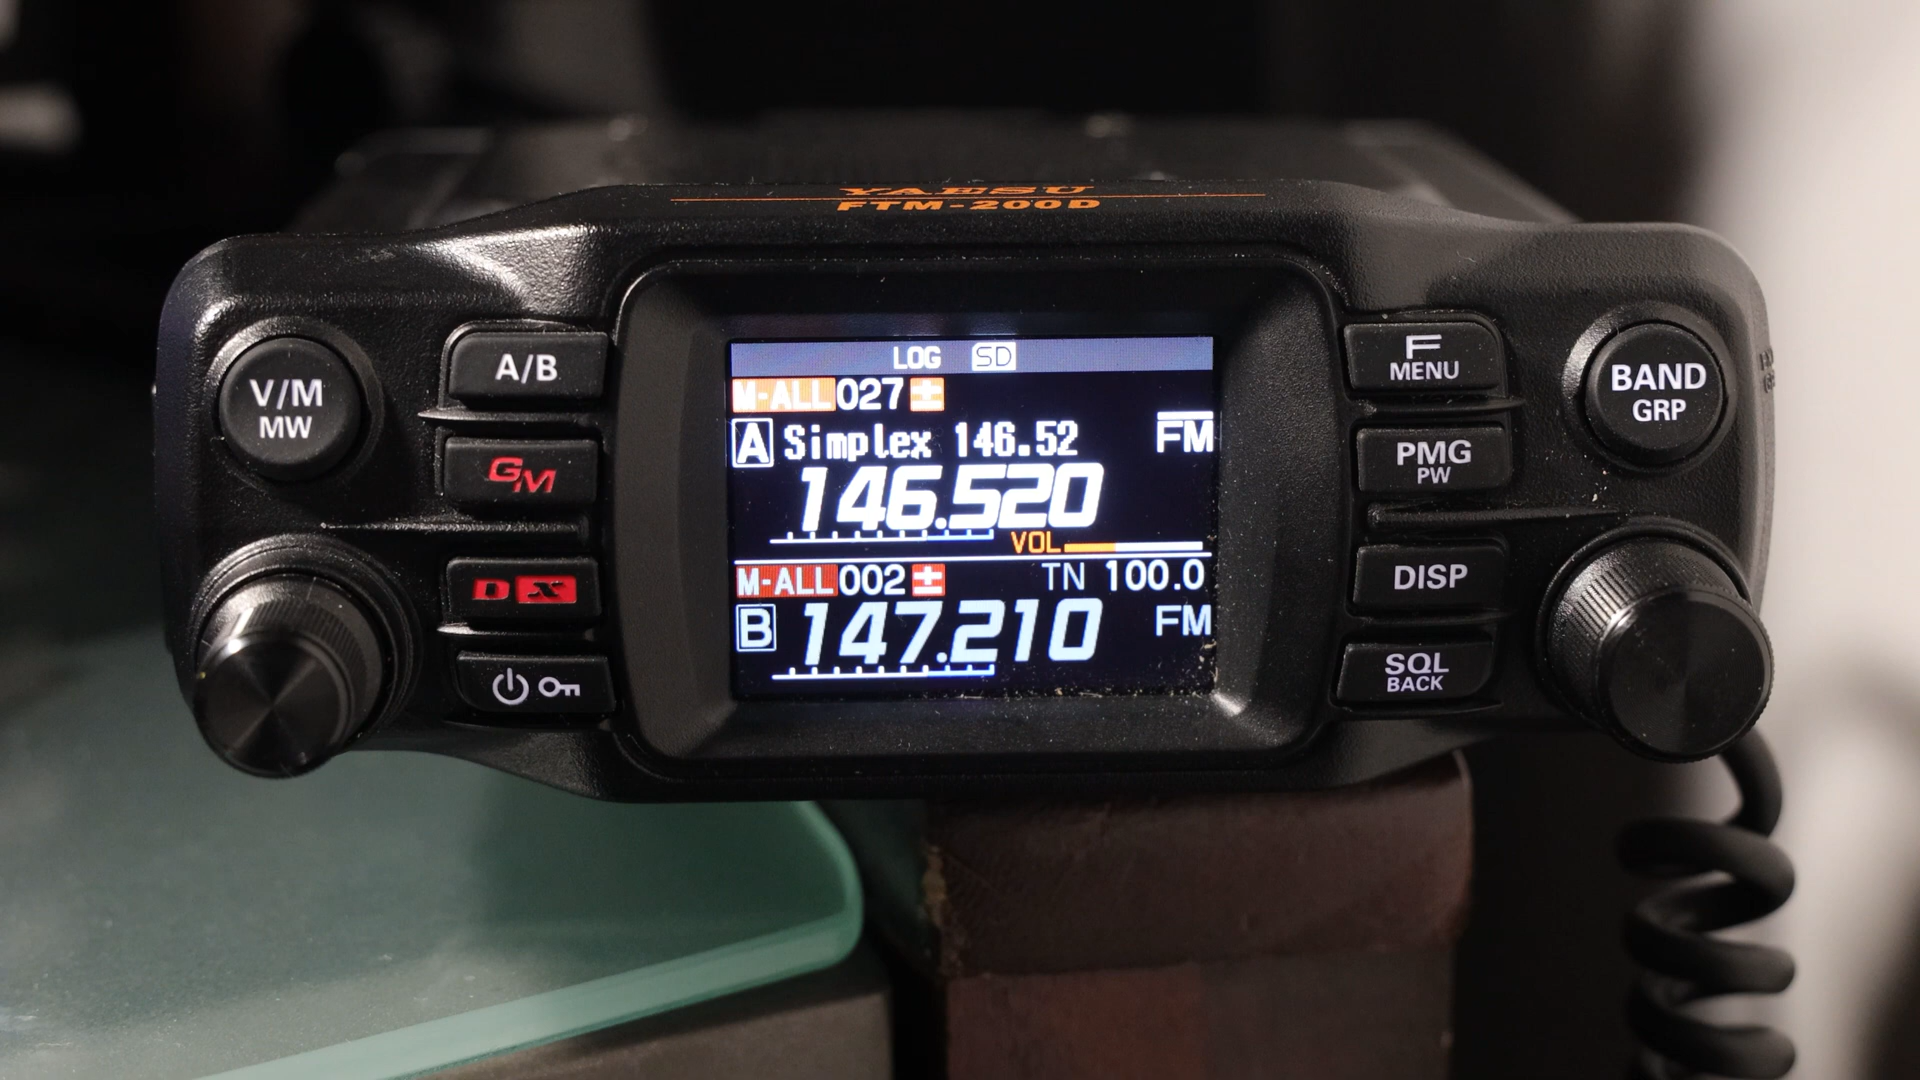 YAESU
FTM-200D
V/M
MW
A/B
GM
DX
LOG SD
M-ALL 027
A Simplex 146.52 FM
146.520
VOL
M-ALL 002 TN 100.0
B 147.210 FM
F
MENU
PMG
PW
DISP
SQL
BACK
BAND
GRP